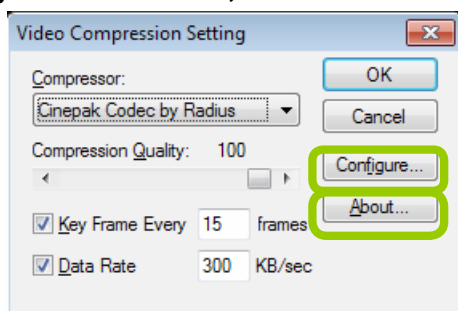 Video Compression Setting
Compressor:
Cinepak Codec by Radius
Compression Quality: 100
Key Frame Every 15 frames
Data Rate 300 KB/sec
OK
Cancel
Configure...
About...